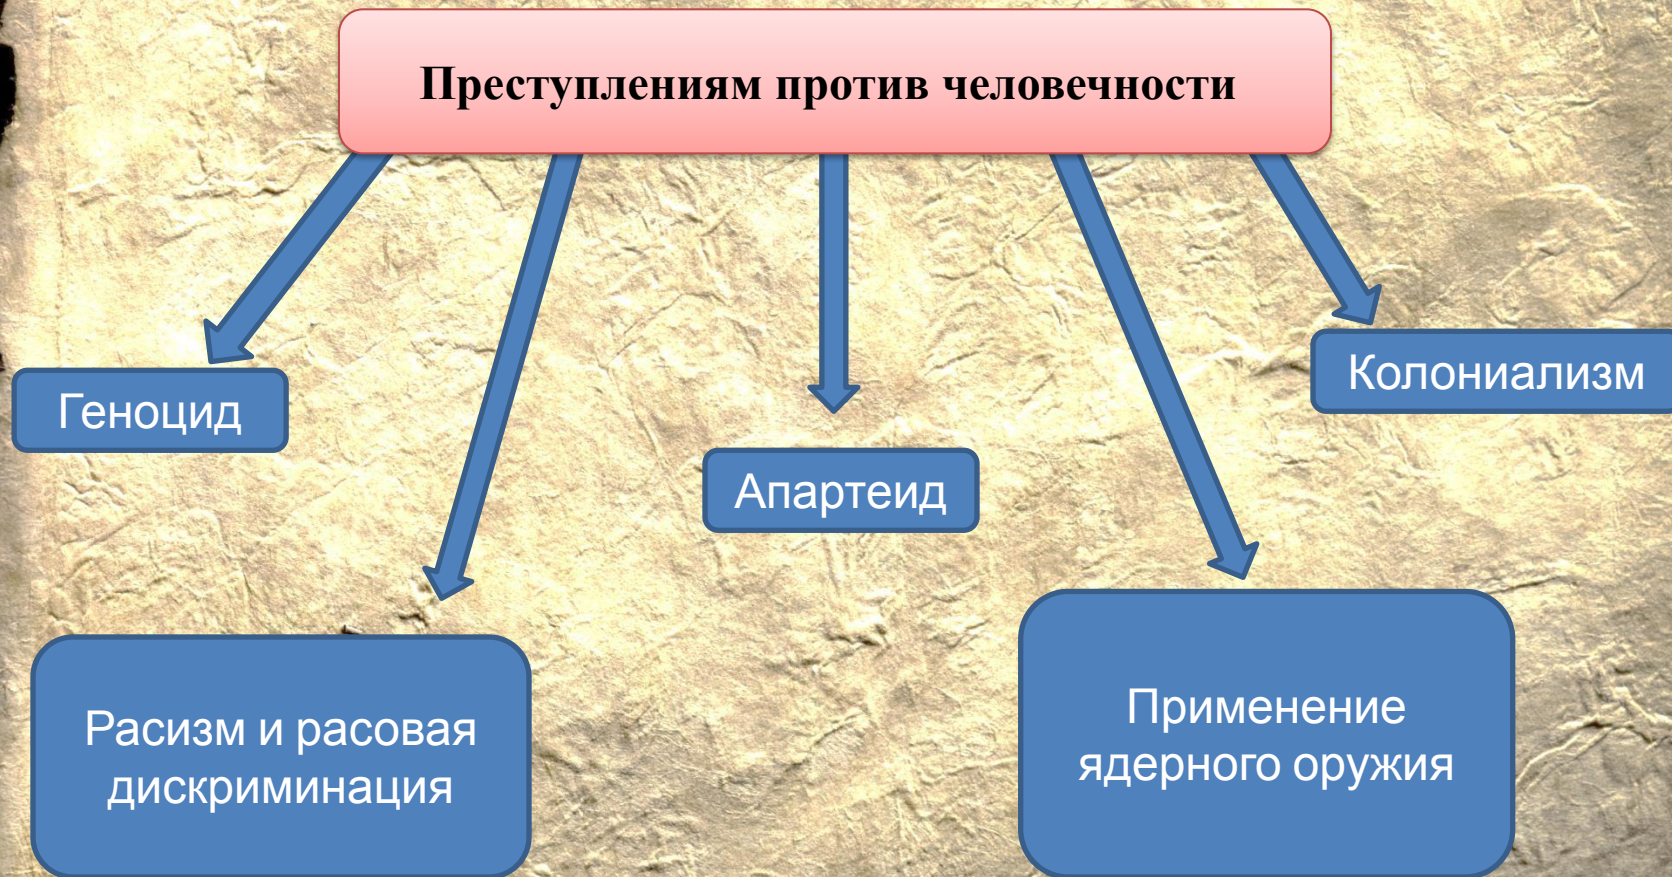 Преступлениям против человечности
Геноцид
Расизм и расовая
дискриминация
Апартеид
Применение
ядерного оружия
Колониализм